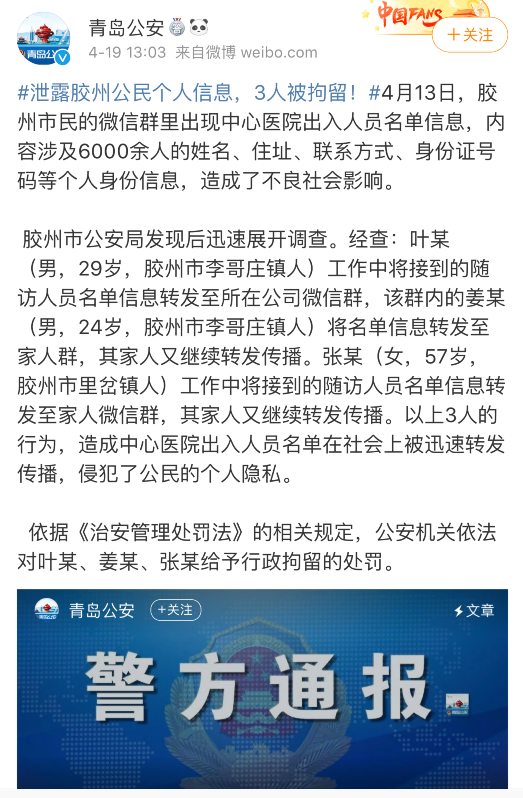 中国FANS
青岛公安
+关注
4-19 13:03 来自微博 weibo.com
青岛公安
#泄露胶州公民个人信息，3人被拘留！#4月13日，胶
州市民的微信群里出现中心医院出入人员名单信息，内
容涉及6000余人的姓名、住址、联系方式、身份证号
码等个人身份信息，造成了不良社会影响。
胶州市公安局发现后迅速展开调查。经查：叶某
（男，29岁，胶州市李哥庄镇人）工作中将接到的随
访人员名单信息转发至所在公司微信群，该群内的姜某
（男，24岁，胶州市李哥庄镇人）将名单信息转发至
家人群，其家人又继续转发传播。张某（女，57岁，
胶州市里岔镇人）工作中将接到的随访人员名单信息转
发至家人微信群，其家人又继续转发传播。以上3人的
行为，造成中心医院出入人员名单在社会上被迅速转发
传播，侵犯了公民的个人隐私。
依据《治安管理处罚法》的相关规定，公安机关依法
对叶某、姜某、张某给予行政拘留的处罚。
青岛公安
+关注
文章
警方通报